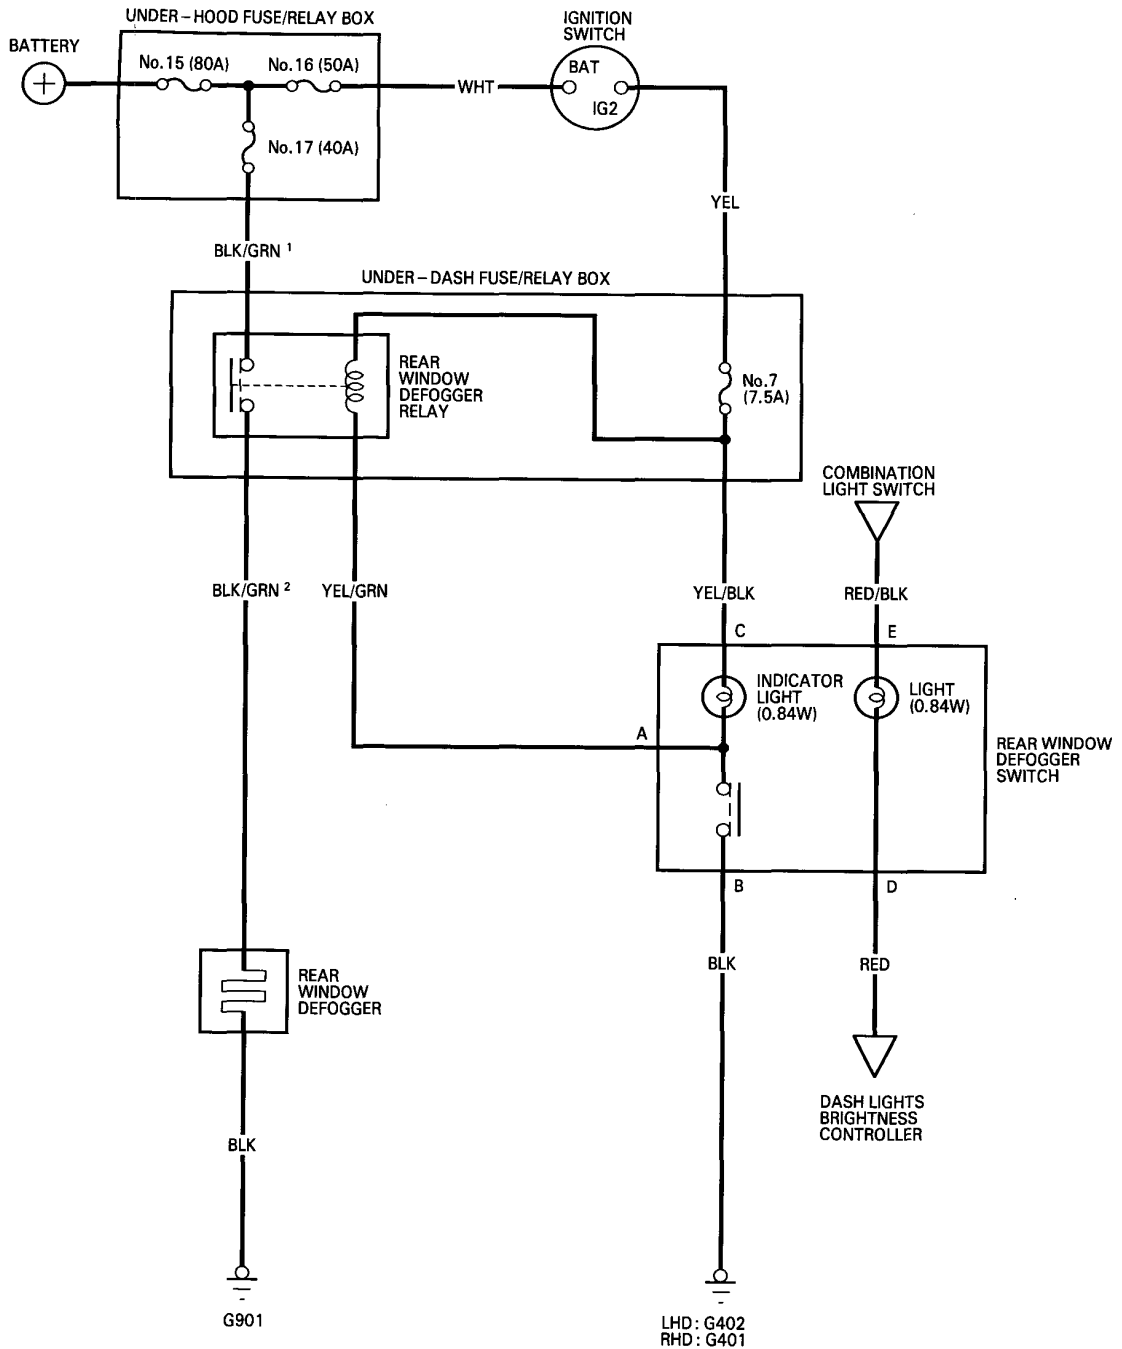 UNDER-HOOD FUSE/RELAY BOX
IGNITION
SWITCH
BATTERY
No.15 (80A)
No.16 (50A)
BAT
WHT
IG2
No.17 (40A)
YEL
BLK/GRN 1
UNDER-DASH FUSE/RELAY BOX
REAR
WINDOW
DEFOGGER
RELAY
No.7
(7.5A)
COMBINATION
LIGHT SWITCH
BLK/GRN 2
YEL/GRN
YEL/BLK
RED/BLK
C
E
INDICATOR
LIGHT
(0.84W)
LIGHT
(0.84W)
A
REAR WINDOW
DEFOGGER
SWITCH
B
D
BLK
RED
REAR
WINDOW
DEFOGGER
DASH LIGHTS
BRIGHTNESS
CONTROLLER
BLK
G901
LHD: G402
RHD: G401